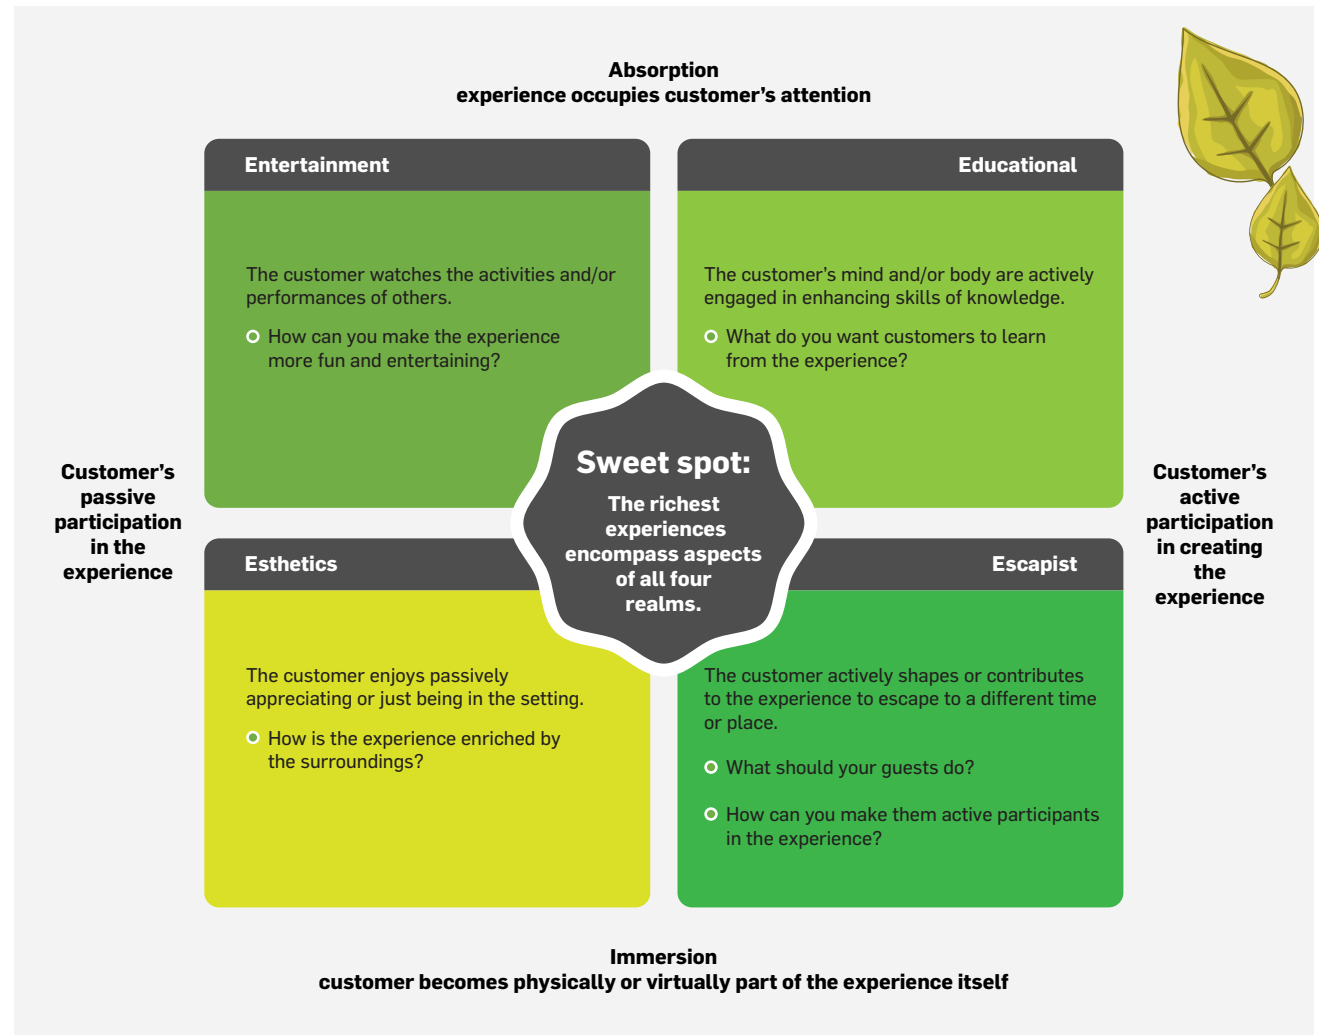 Absorption
experience occupies customer's attention
Entertainment
The customer watches the activities and/or
performances of others.
How can you make the experience
more fun and entertaining?
Educational
The customer's mind and/or body are actively
engaged in enhancing skills of knowledge.
What do you want customers to learn
from the experience?
Customer's
passive
participation
in the
experience
Sweet spot:
The richest
experiences
encompass aspects
of all four
realms.
Customer's
active
participation
in creating
the
experience
Esthetics
The customer enjoys passively
appreciating or just being in the setting.
How is the experience enriched by
the surroundings?
Escapist
The customer actively shapes or contributes
to the experience to escape to a different time
or place.
What should your guests do?
How can you make them active participants
in the experience?
Immersion
customer becomes physically or virtually part of the experience itself